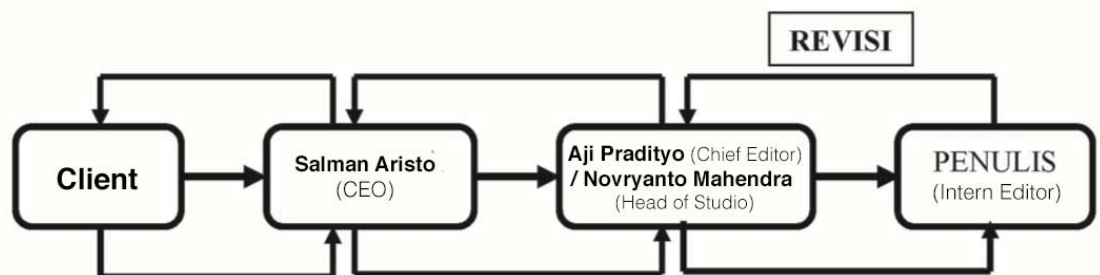 REVISI
Client
Salman Aristo
(CEO)
Aji Pradityo (Chief Editor)
/ Novryanto Mahendra
(Head of Studio)
PENULIS
(Intern Editor)